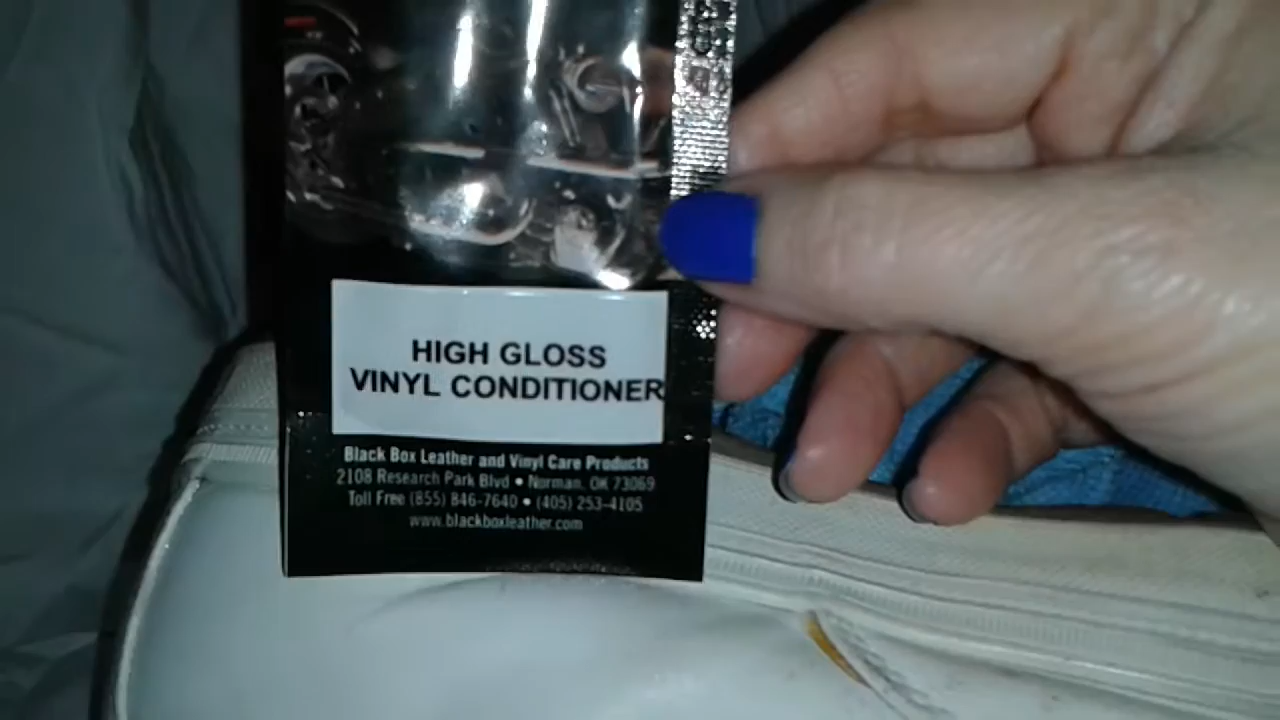 HIGH GLOSS
VINYL CONDITIONER
Black Box Leather and Vinyl Care Products
2108 Research Park Blvd • Norman, OK 73069
Toll Free (855) 846-7640 • (405) 253-4105
www.blackboxleather.com